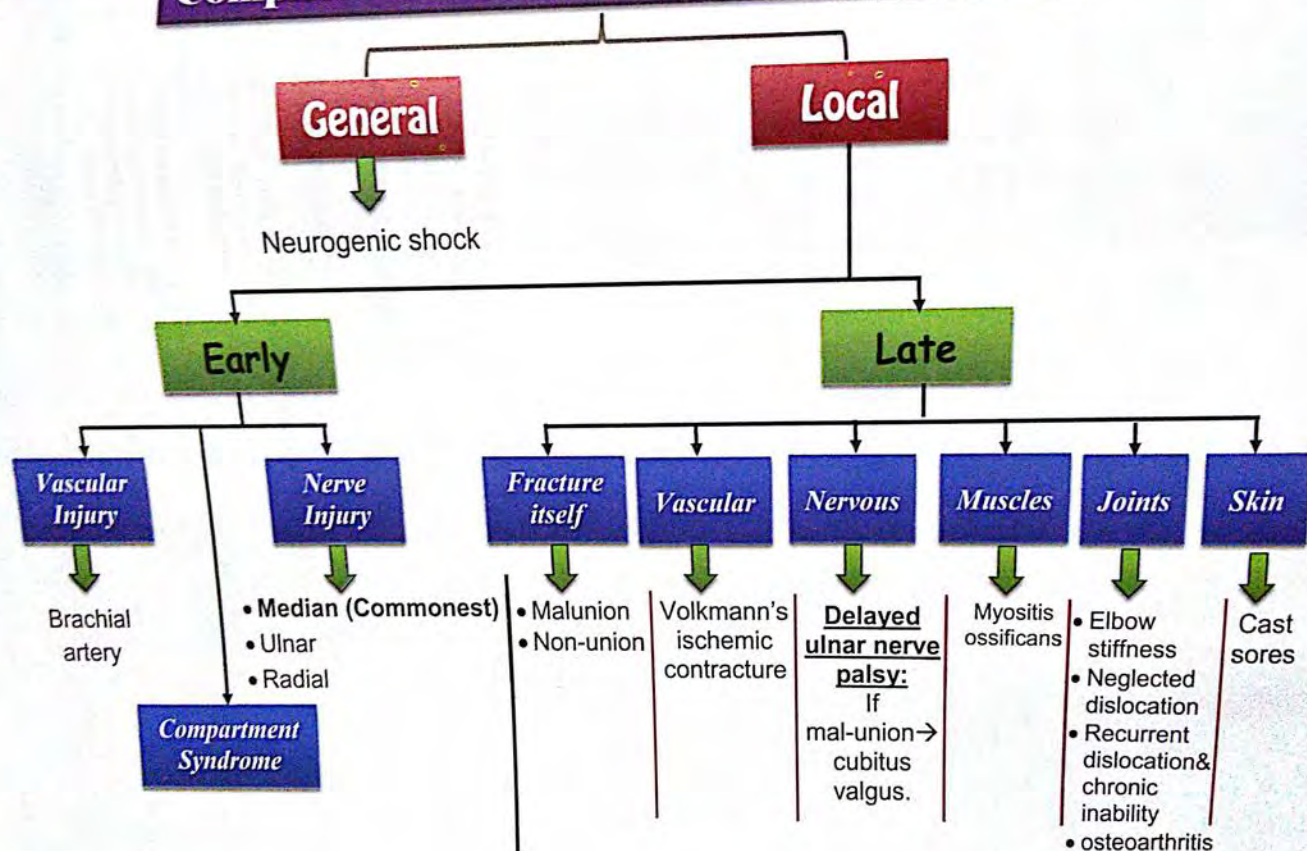 General
Local
Neurogenic shock
Early
Late
Vascular
Injury
Nerve
Injury
Fracture
itself
Vascular
Nervous
Muscles
Joints
Skin
Brachial
artery
• Median (Commonest)
• Ulnar
• Radial
Compartment
Syndrome
• Malunion
• Non-union
Volkmann's
ischemic
contracture
Delayed
ulnar nerve
palsy:
If
mal-union→
cubitus
valgus.
Myositis
ossificans
• Elbow
stiffness
• Neglected
dislocation
• Recurrent
dislocation&
chronic
inability
• osteoarthritis
Cast
sores